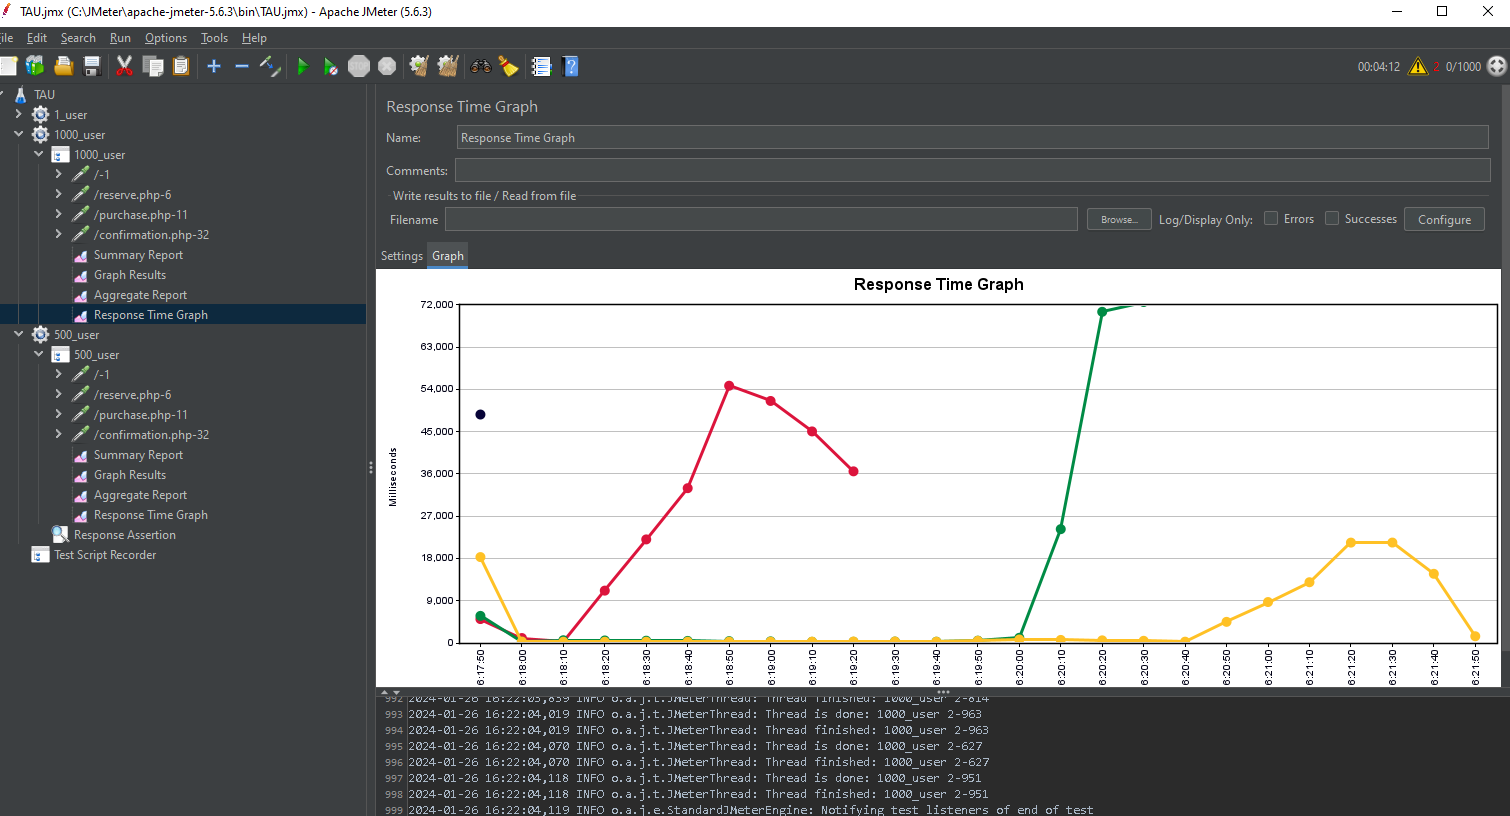 TAU.jmx (C:\JMeter\apache-jmeter-5.6.3\bin\TAU.jmx) - Apache JMeter (5.6.3)
ile Edit Search Run Options Tools Help
00:04:12 2 0/1000
TAU
1_user
1000_user
1000_user
/-1
/reserve.php-6
/purchase.php-11
/confirmation.php-32
Summary Report
Graph Results
Aggregate Report
Response Time Graph
500_user
500_user
/-1
/reserve.php-6
/purchase.php-11
/confirmation.php-32
Summary Report
Graph Results
Aggregate Report
Response Time Graph
Response Assertion
Test Script Recorder
Response Time Graph
Name: Response Time Graph
Comments:
Write results to file / Read from file
Filename Browse... Log/Display Only: Errors Successes Configure
Settings Graph
Response Time Graph
Milliseconds
72,000
63,000
54,000
45,000
36,000
27,000
18,000
9,000
0
6:17:50
6:18:00
6:18:10
6:18:20
6:18:30
6:18:40
6:18:50
6:19:00
6:19:10
6:19:20
6:19:30
6:19:40
6:19:50
6:20:00
6:20:10
6:20:20
6:20:30
6:20:40
6:20:50
6:21:00
6:21:10
6:21:20
6:21:30
6:21:40
6:21:50
992 2024-01-26 16:22:03,859 INFO o.a.j.t.JMeterThread: Thread finished: 1000_user 2-814
993 2024-01-26 16:22:04,019 INFO o.a.j.t.JMeterThread: Thread is done: 1000_user 2-963
994 2024-01-26 16:22:04,019 INFO o.a.j.t.JMeterThread: Thread finished: 1000_user 2-963
995 2024-01-26 16:22:04,070 INFO o.a.j.t.JMeterThread: Thread is done: 1000_user 2-627
996 2024-01-26 16:22:04,070 INFO o.a.j.t.JMeterThread: Thread finished: 1000_user 2-627
997 2024-01-26 16:22:04,118 INFO o.a.j.t.JMeterThread: Thread is done: 1000_user 2-951
998 2024-01-26 16:22:04,118 INFO o.a.j.t.JMeterThread: Thread finished: 1000_user 2-951
999 2024-01-26 16:22:04,119 INFO o.a.j.e.StandardJMeterEngine: Notifying test listeners of end of test